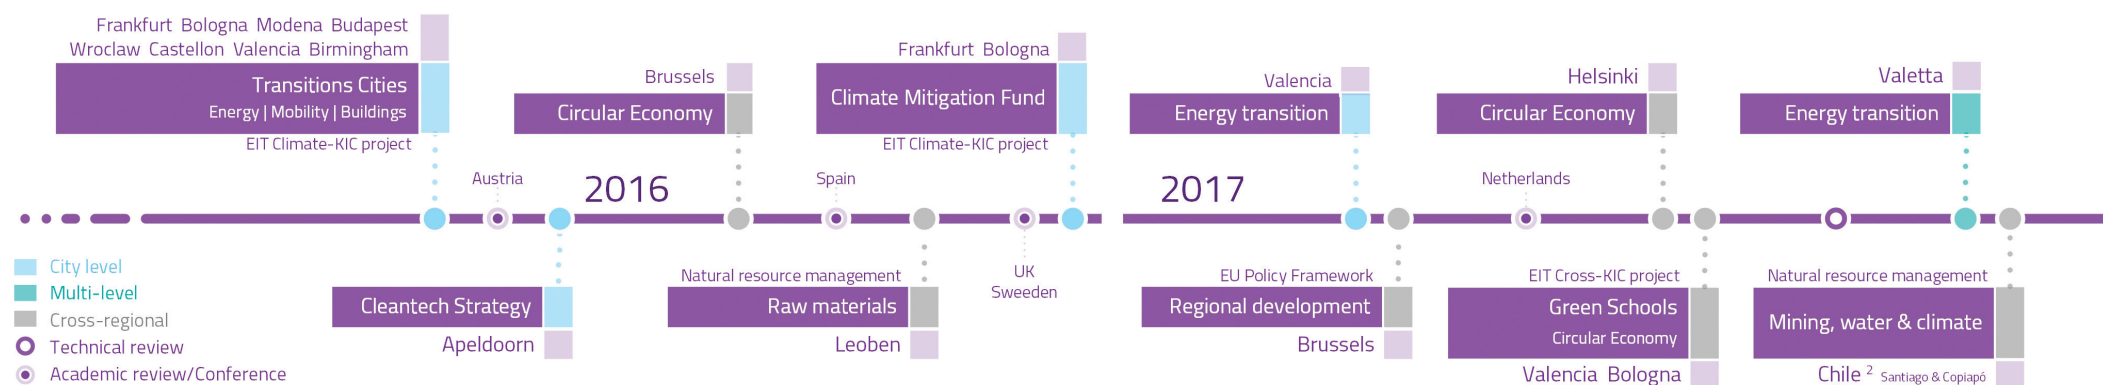 Frankfurt Bologna Modena Budapest
Wroclaw Castellon Valencia Birmingham
Transitions Cities
Energy | Mobility | Buildings
EIT Climate-KIC project
Brussels
Circular Economy
Frankfurt Bologna
Climate Mitigation Fund
EIT Climate-KIC project
Valencia
Energy transition
Helsinki
Circular Economy
Valetta
Energy transition
Austria
2016
Spain
2017
Netherlands
City level
Multi-level
Cross-regional
Technical review
Academic review/Conference
Cleantech Strategy
Apeldoorn
Natural resource management
Raw materials
Leoben
UK
Sweeden
EU Policy Framework
Regional development
Brussels
EIT Cross-KIC project
Green Schools
Circular Economy
Valencia Bologna
Natural resource management
Mining, water & climate
Chile 2 Santiago & Copiapó